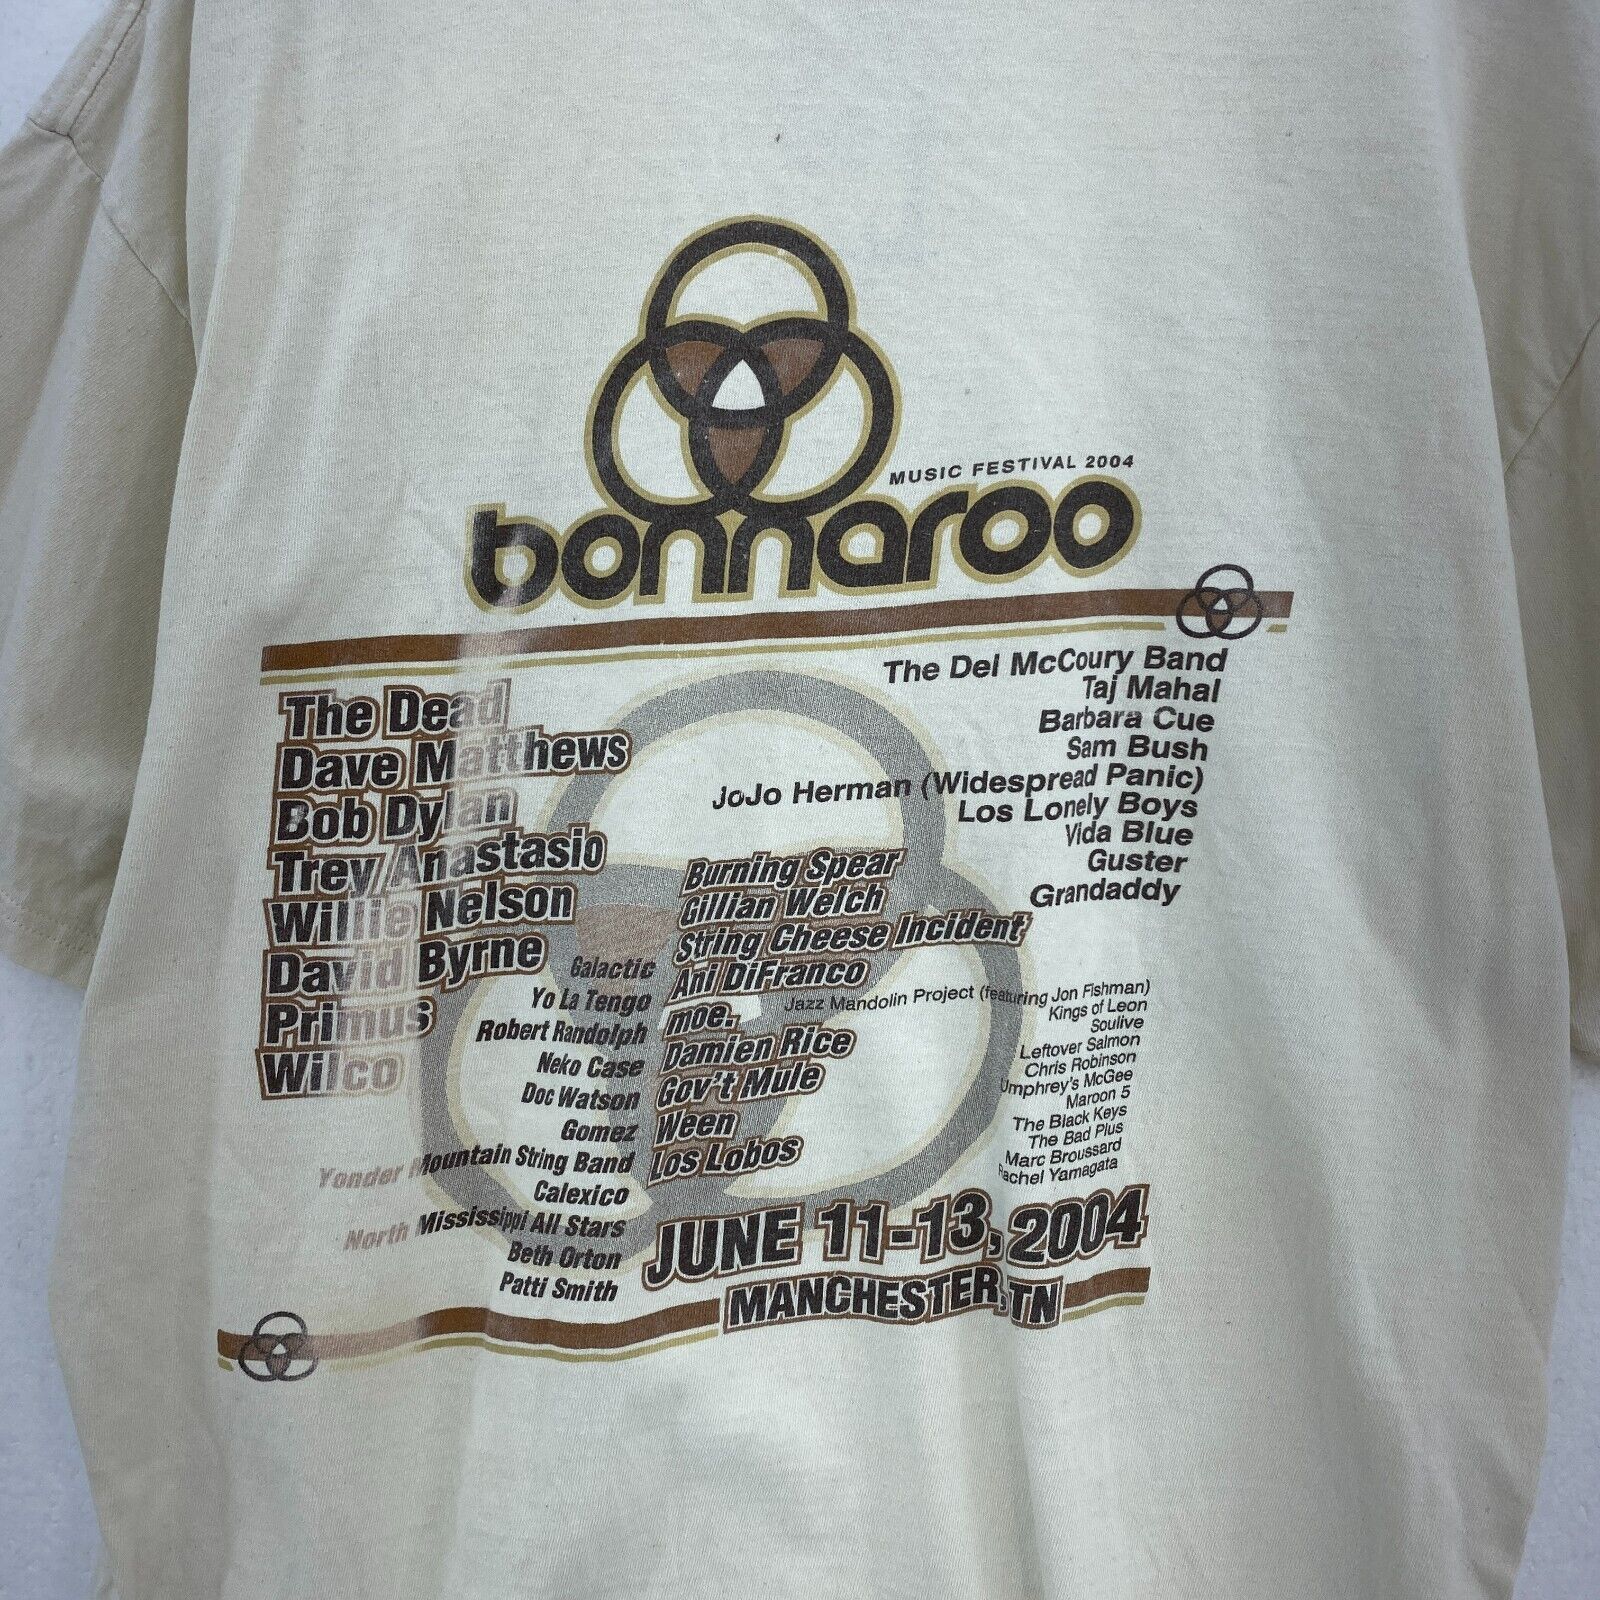 MUSIC FESTIVAL 2004
bonnaroo
The Dead
Dave Matthews
Bob Dylan
Trey Anastasio
Willie Nelson
David Byrne
Primus
Wilco
The Del McCoury Band
Taj Mahal
Barbara Cue
Sam Bush
JoJo Herman (Widespread Panic)
Los Lonely Boys
Vida Blue
Guster
Grandaddy
Burning Spear
Gillian Welch
String Cheese Incident
Ani DiFranco
moe.
Damien Rice
Gov't Mule
Ween
Los Lobos
Galactic
Yo La Tengo
Robert Randolph
Neko Case
Doc Watson
Gomez
Yonder Mountain String Band
Calexico
North Mississippi All Stars
Beth Orton
Patti Smith
Jazz Mandolin Project (featuring Jon Fishman)
Kings of Leon
Soulive
Leftover Salmon
Chris Robinson
Umphrey's McGee
Maroon 5
The Black Keys
The Bad Plus
Marc Broussard
Rachel Yamagata
JUNE 11-13, 2004
MANCHESTER, TN